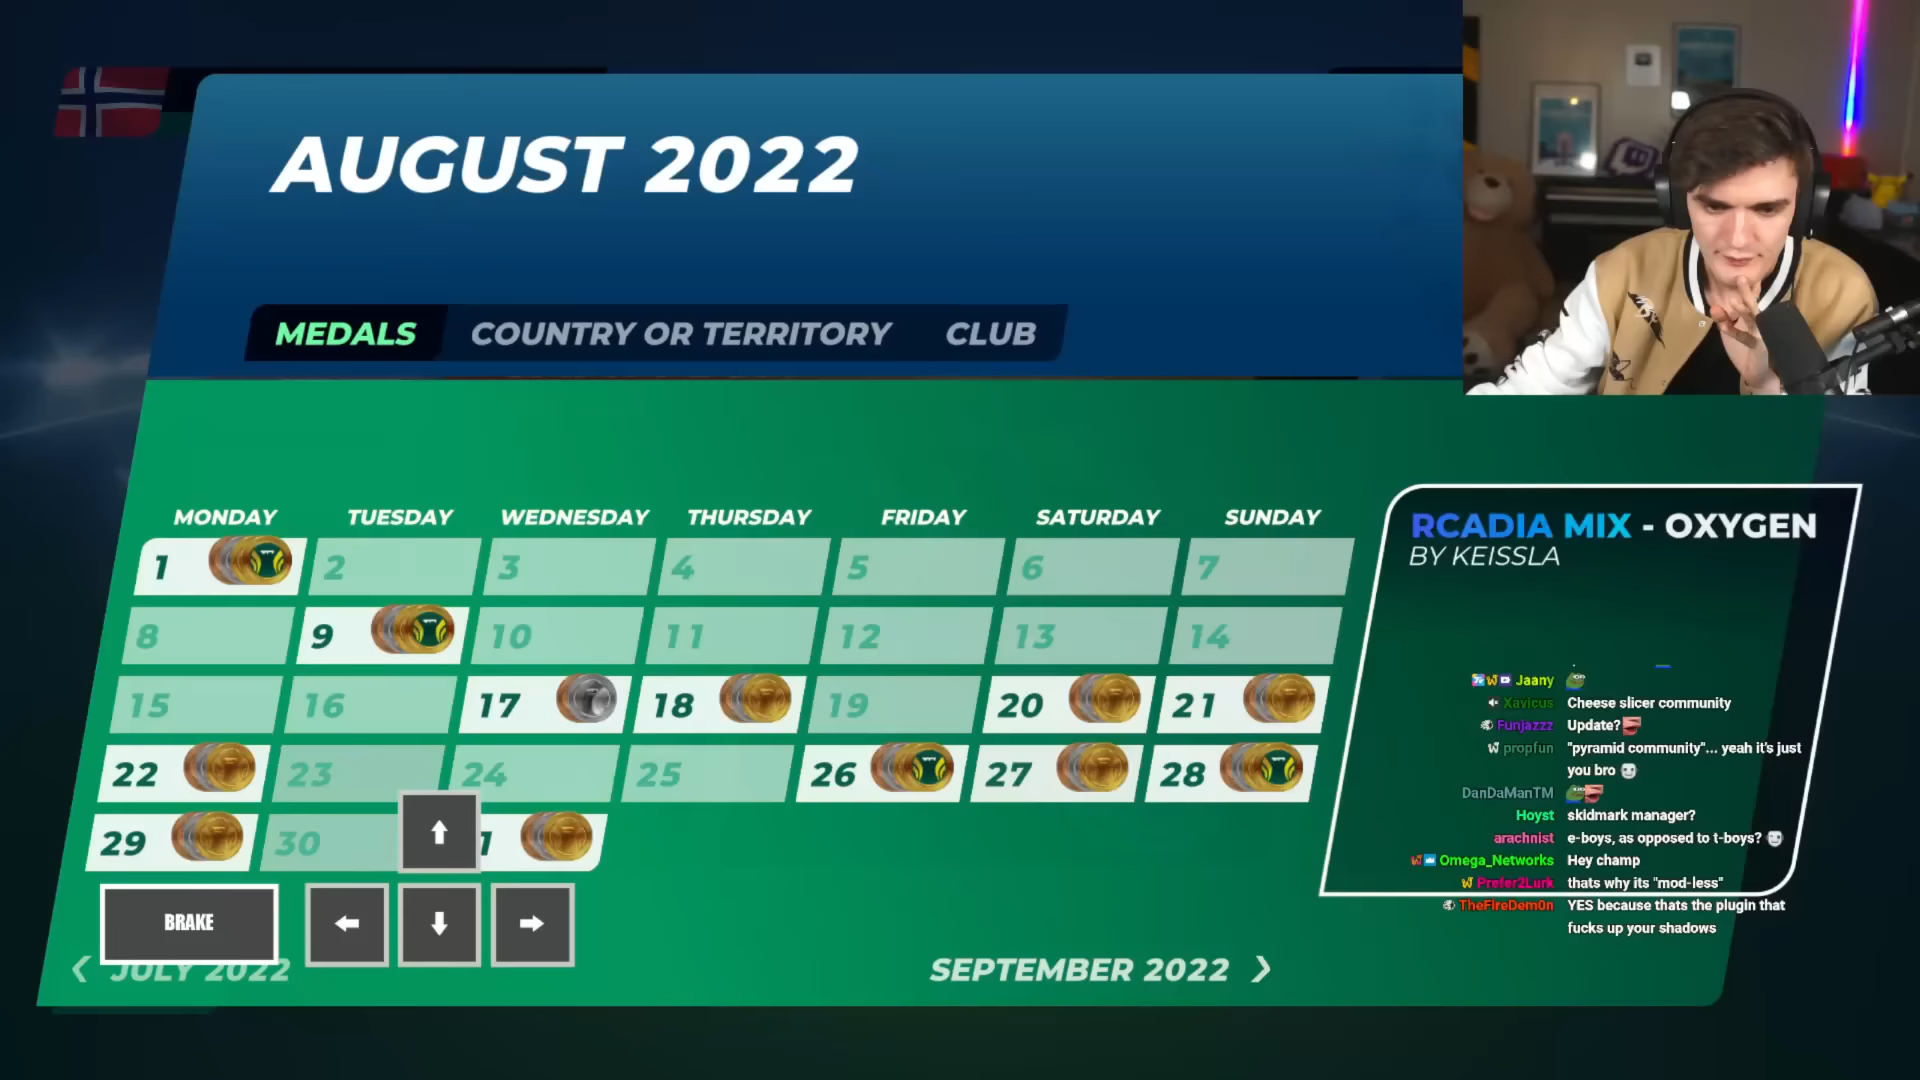 AUGUST 2022
MEDALS COUNTRY OR TERRITORY CLUB
MONDAY TUESDAY WEDNESDAY THURSDAY FRIDAY SATURDAY SUNDAY
1 2 3 4 5 6 7
8 9 10 11 12 13 14
15 16 17 18 19 20 21
22 23 24 25 26 27 28
29 30 1
BRAKE
JULY 2022
SEPTEMBER 2022
RCADIA MIX - OXYGEN
BY KEISSLA
Jaany
Xavicus Cheese slicer community
Funjazzz Update?
propfun "pyramid community"... yeah it's just
you bro
DanDaManTM
Hoyst skidmark manager?
arachnist e-boys, as opposed to t-boys?
Omega_Networks Hey champ
Prefer2Lurk thats why its "mod-less"
TheFireDem0n YES because thats the plugin that
fucks up your shadows